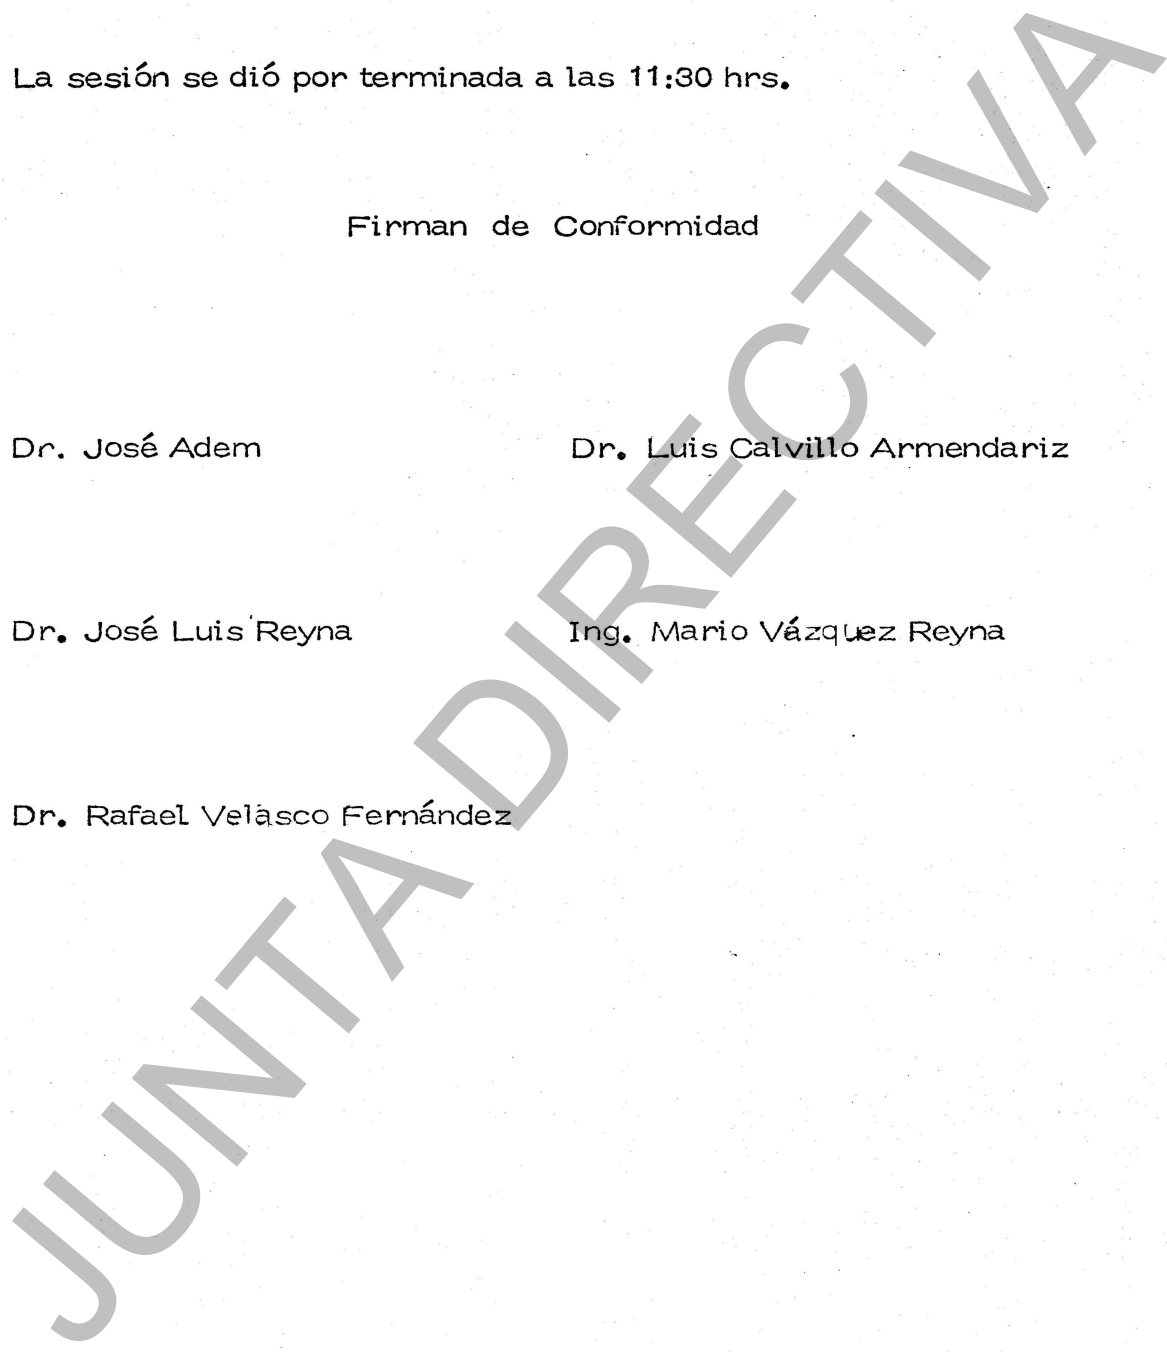 La sesión se dió por terminada a las 11:30 hrs.
Firman de Conformidad
Dr. José Adem Dr. Luis Calvillo Armendariz
Dr. José Luis Reyna Ing. Mario Vázquez Reyna
Dr. Rafael Velasco Fernández
JUNTA DIRECTIVA